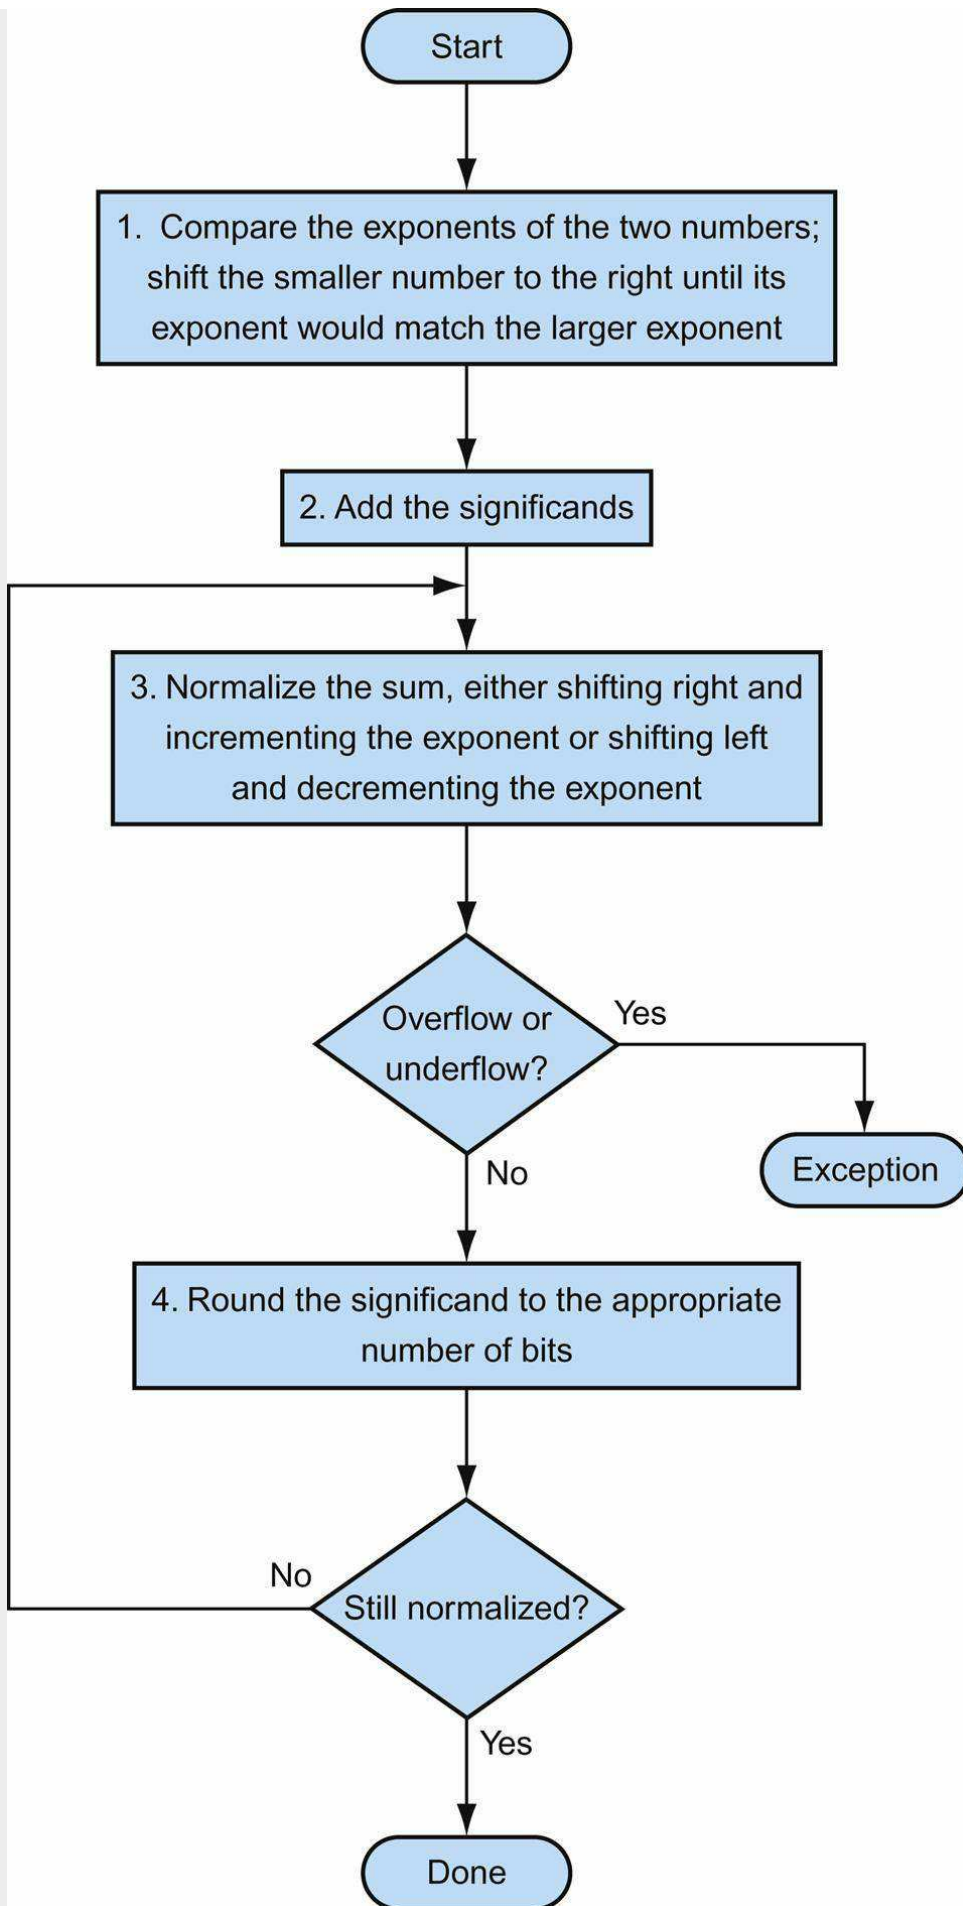 Start
1. Compare the exponents of the two numbers;
shift the smaller number to the right until its
exponent would match the larger exponent
2. Add the significands
3. Normalize the sum, either shifting right and
incrementing the exponent or shifting left
and decrementing the exponent
Overflow or
underflow?
Yes
No
Exception
4. Round the significand to the appropriate
number of bits
No
Still normalized?
Yes
Done